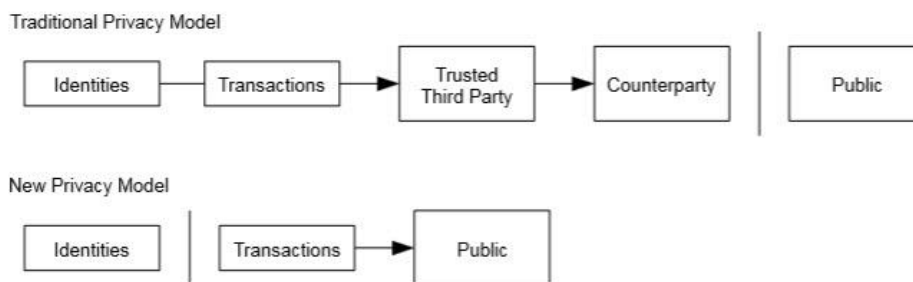 Traditional Privacy Model
Identities
Transactions
Trusted
Third Party
Counterparty
Public
New Privacy Model
Identities
Transactions
Public